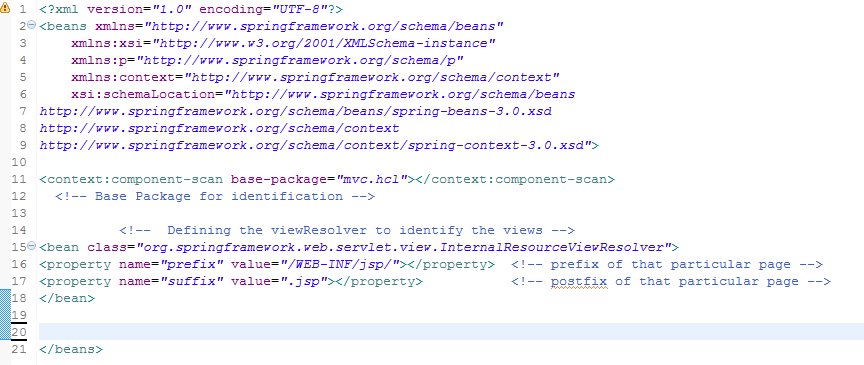 1 <?xml version="1.0" encoding="UTF-8"?>
2 <beans xmlns="http://www.springframework.org/schema/beans"
3     xmlns:xsi="http://www.w3.org/2001/XMLSchema-instance"
4     xmlns:p="http://www.springframework.org/schema/p"
5     xmlns:context="http://www.springframework.org/schema/context"
6     xsi:schemaLocation="http://www.springframework.org/schema/beans
7 http://www.springframework.org/schema/beans/spring-beans-3.0.xsd
8 http://www.springframework.org/schema/context
9 http://www.springframework.org/schema/context/spring-context-3.0.xsd">
10
11 <context:component-scan base-package="mvc.hcl"></context:component-scan>
12   <!-- Base Package for identification -->
13
14           <!--  Defining the viewResolver to identify the views -->
15 <bean class="org.springframework.web.servlet.view.InternalResourceViewResolver">
16 <property name="prefix" value="/WEB-INF/jsp/"></property>  <!-- prefix of that particular page -->
17 <property name="suffix" value=".jsp"></property>           <!-- postfix of that particular page -->
18 </bean>
19
20
21 </beans>